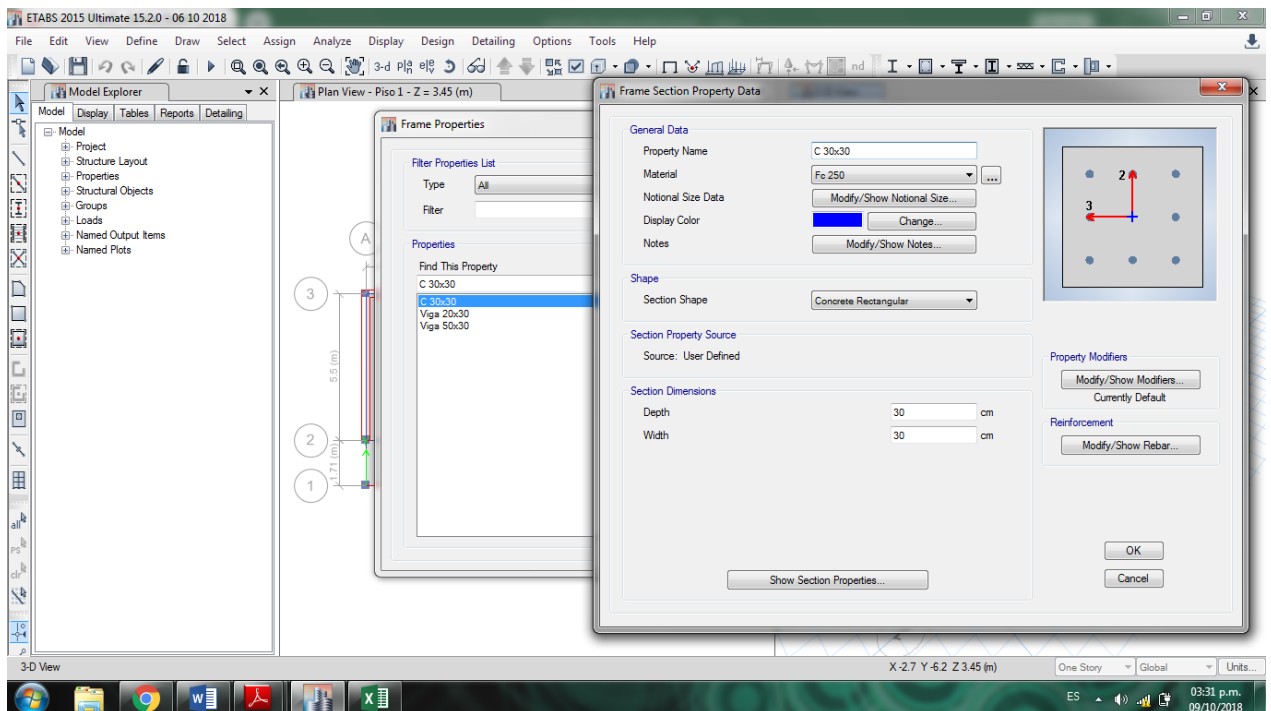 ETABS 2015 Ultimate 15.2.0 - 06 10 2018
File Edit View Define Draw Select Assign Analyze Display Design Detailing Options Tools Help
3-d
nd
Model Explorer
Model Display Tables Reports Detailing
Model
Project
Structure Layout
Properties
Structural Objects
Groups
Loads
Named Output Items
Named Plots
all
PS
clr
Plan View - Piso 1 - Z = 3.45 (m)
A
3
5.5 (m)
2
1.71 (m)
1
Frame Properties
Filter Properties List
Type All
Filter
Properties
Find This Property
C 30x30
C 30x30
Viga 20x30
Viga 50x30
Frame Section Property Data
General Data
Property Name C 30x30
Material Fc 250 ...
Notional Size Data Modify/Show Notional Size...
Display Color Change...
Notes Modify/Show Notes...
Shape
Section Shape Concrete Rectangular
Section Property Source
Source: User Defined
Section Dimensions
Depth 30 cm
Width 30 cm
Show Section Properties...
2
3
Property Modifiers
Modify/Show Modifiers...
Currently Default
Reinforcement
Modify/Show Rebar...
OK
Cancel
3-D View X -2.7 Y -6.2 Z 3.45 (m) One Story Global Units...
ES 03:31 p.m.
09/10/2018